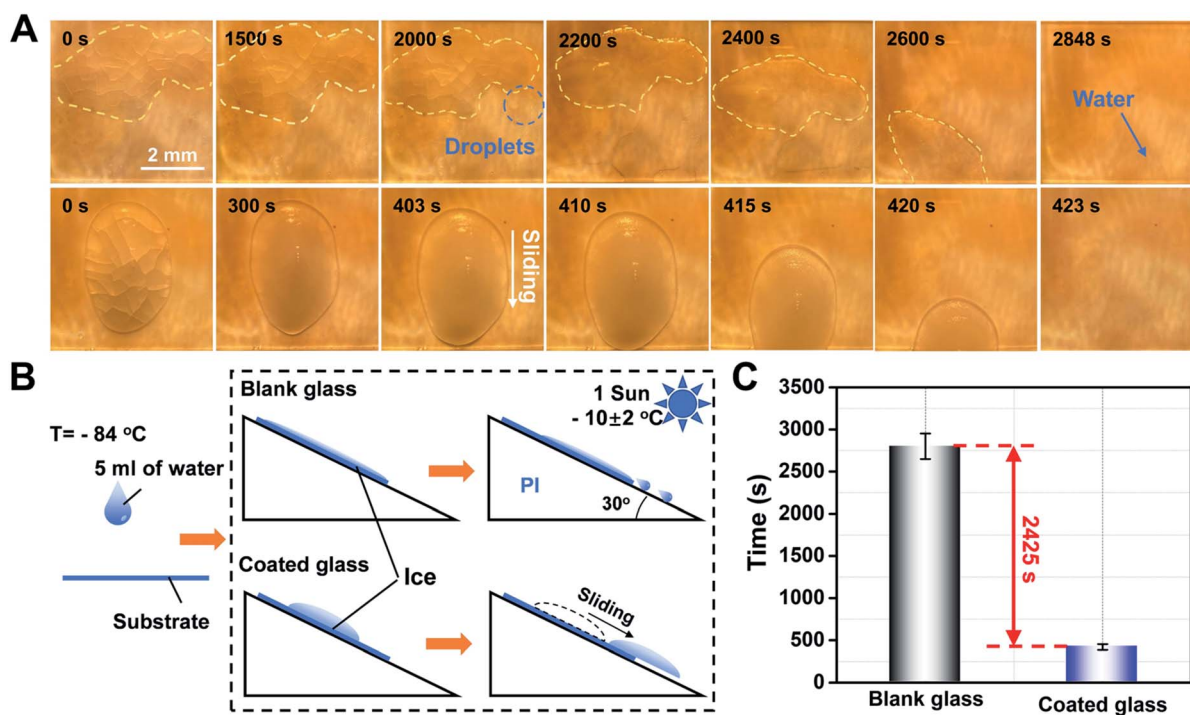 A
0 s
1500 s
2000 s
2200 s
2400 s
2600 s
2848 s
2 mm
Droplets
Water
0 s
300 s
403 s
410 s
415 s
420 s
423 s
Sliding
B
T= - 84 °C
5 ml of water
Substrate
Blank glass
1 Sun
- 10±2 °C
PI
30°
Coated glass
Ice
Sliding
C
Time (s)
3500
3000
2500
2000
1500
1000
500
0
2425 s
Blank glass
Coated glass